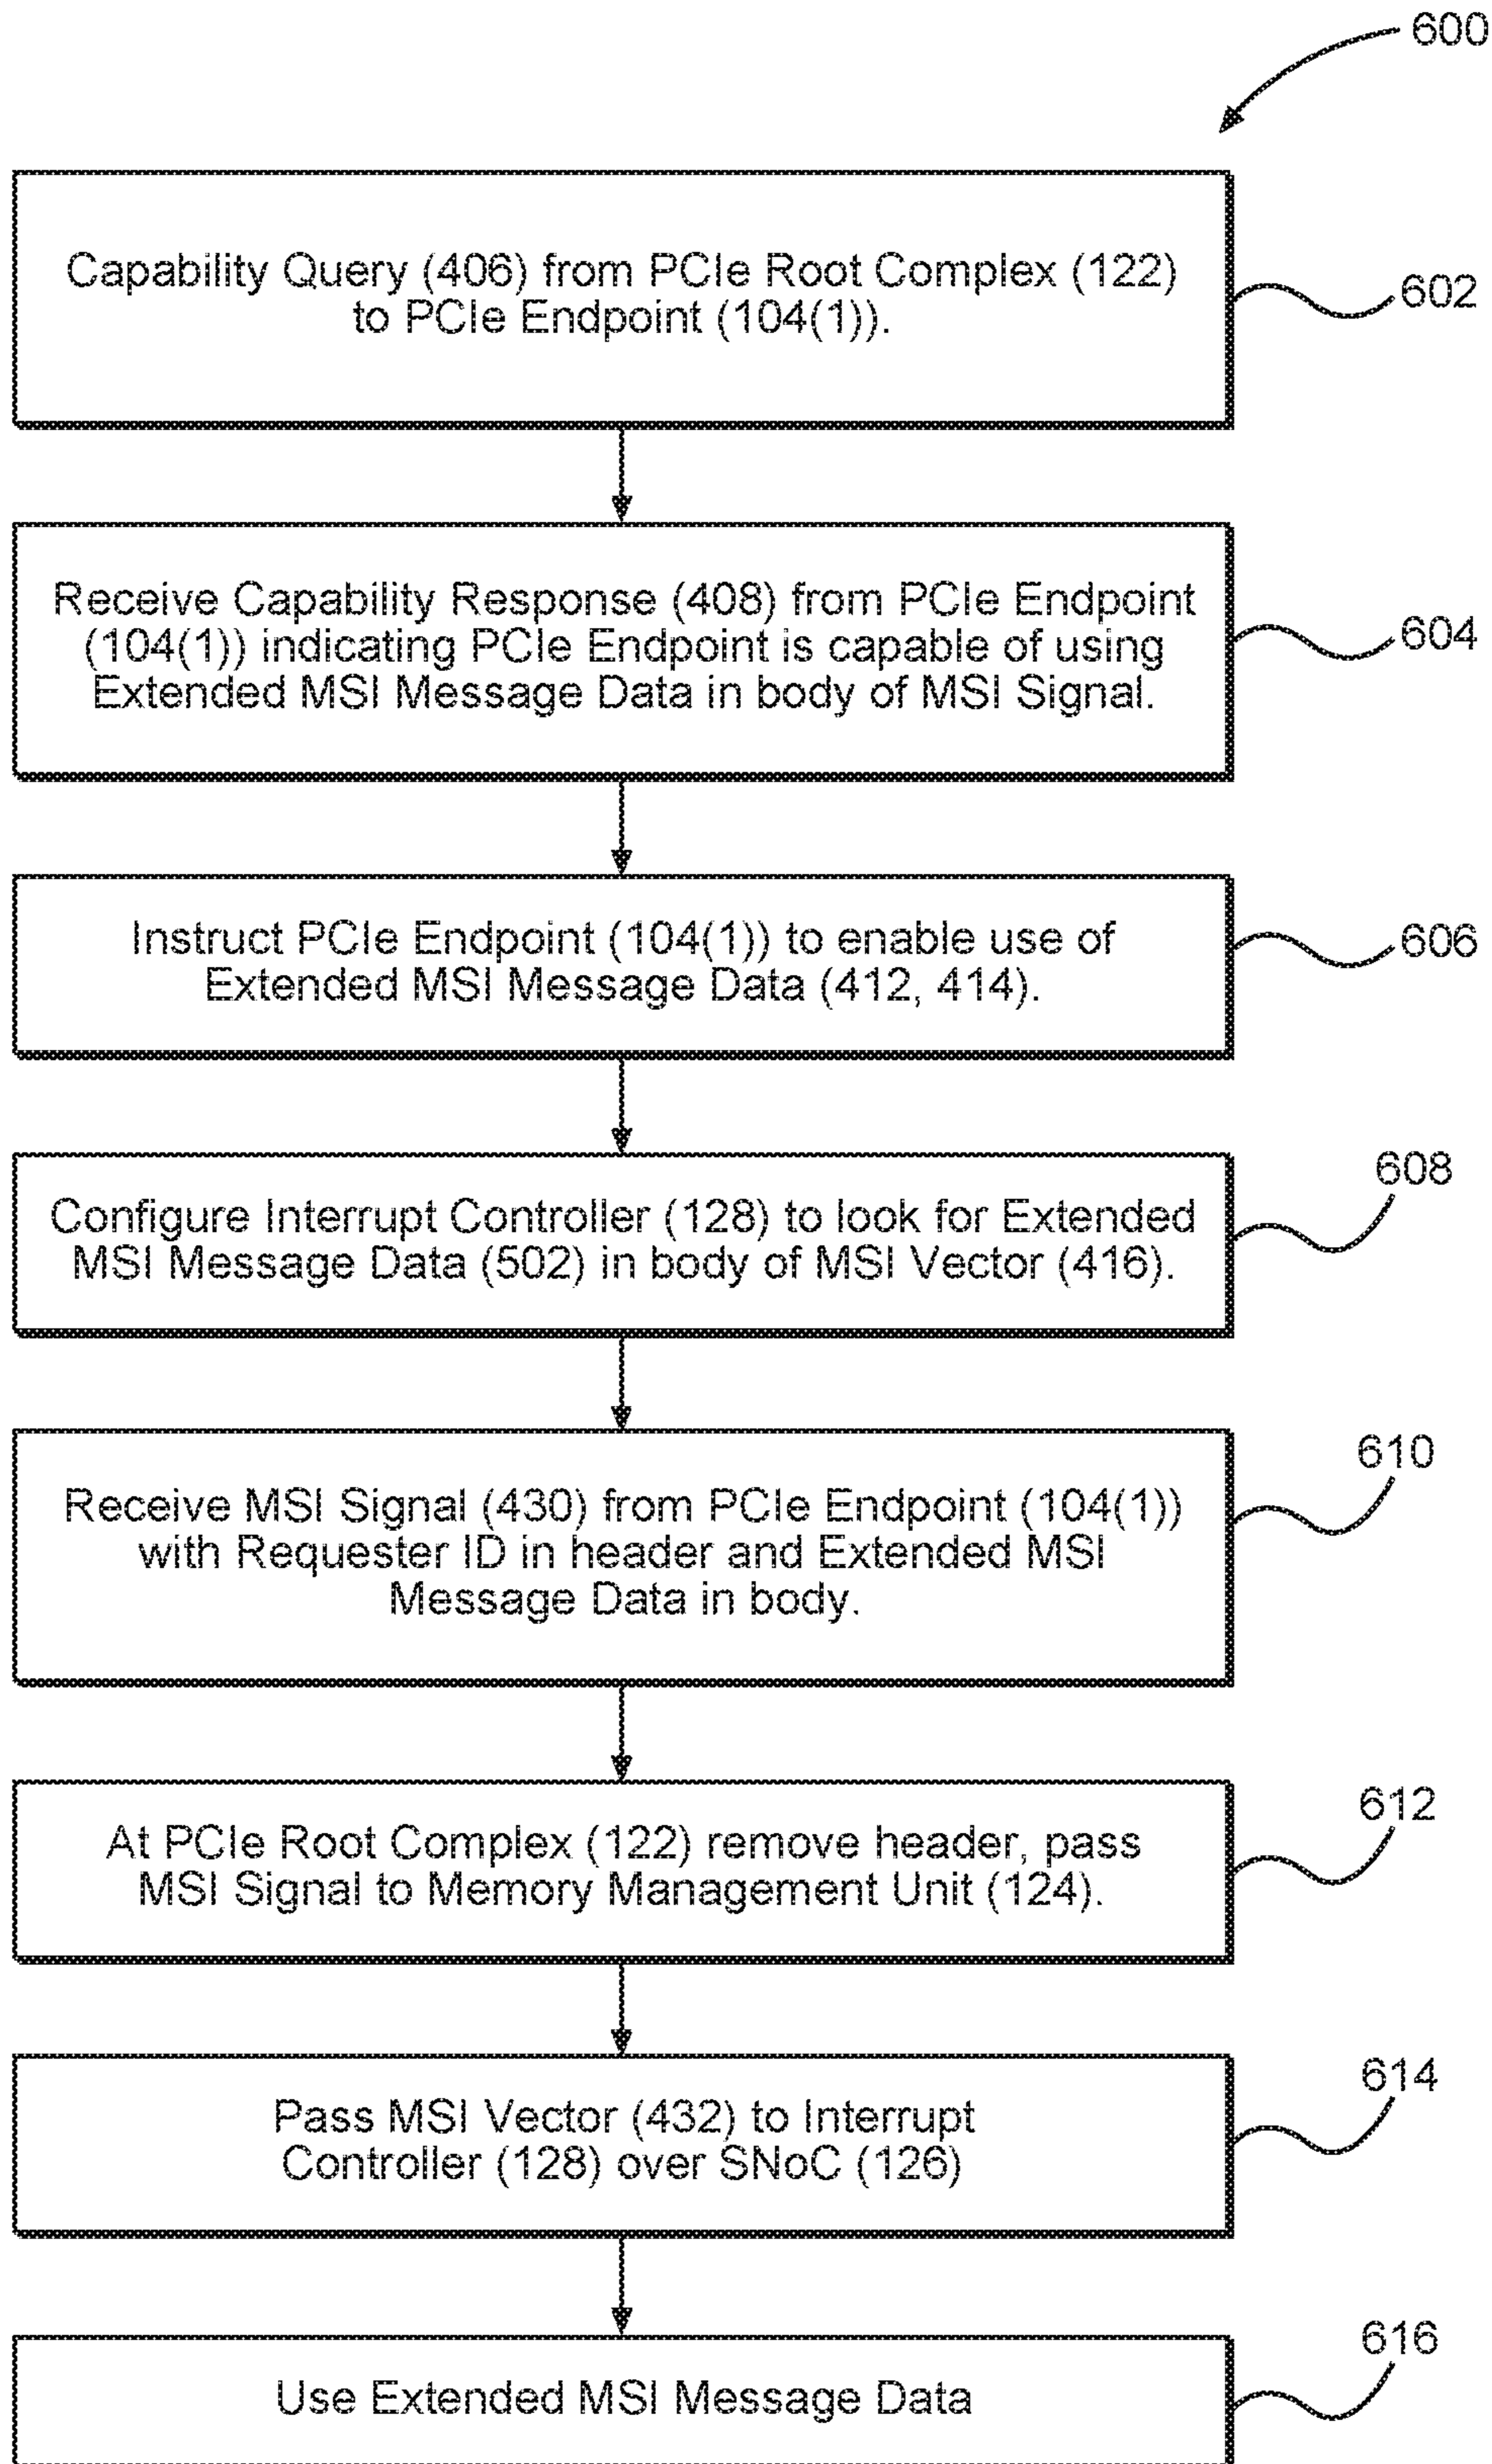 600
Capability Query (406) from PCIe Root Complex (122)
to PCIe Endpoint (104(1)).
602
Receive Capability Response (408) from PCIe Endpoint
(104(1)) indicating PCIe Endpoint is capable of using
Extended MSI Message Data in body of MSI Signal.
604
Instruct PCIe Endpoint (104(1)) to enable use of
Extended MSI Message Data (412, 414).
606
Configure Interrupt Controller (128) to look for Extended
MSI Message Data (502) in body of MSI Vector (416).
608
Receive MSI Signal (430) from PCIe Endpoint (104(1))
with Requester ID in header and Extended MSI
Message Data in body.
610
At PCIe Root Complex (122) remove header, pass
MSI Signal to Memory Management Unit (124).
612
Pass MSI Vector (432) to Interrupt
Controller (128) over SNoC (126)
614
Use Extended MSI Message Data
616